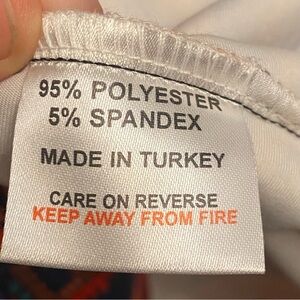 95% POLYESTER
5% SPANDEX
MADE IN TURKEY
CARE ON REVERSE
KEEP AWAY FROM FIRE